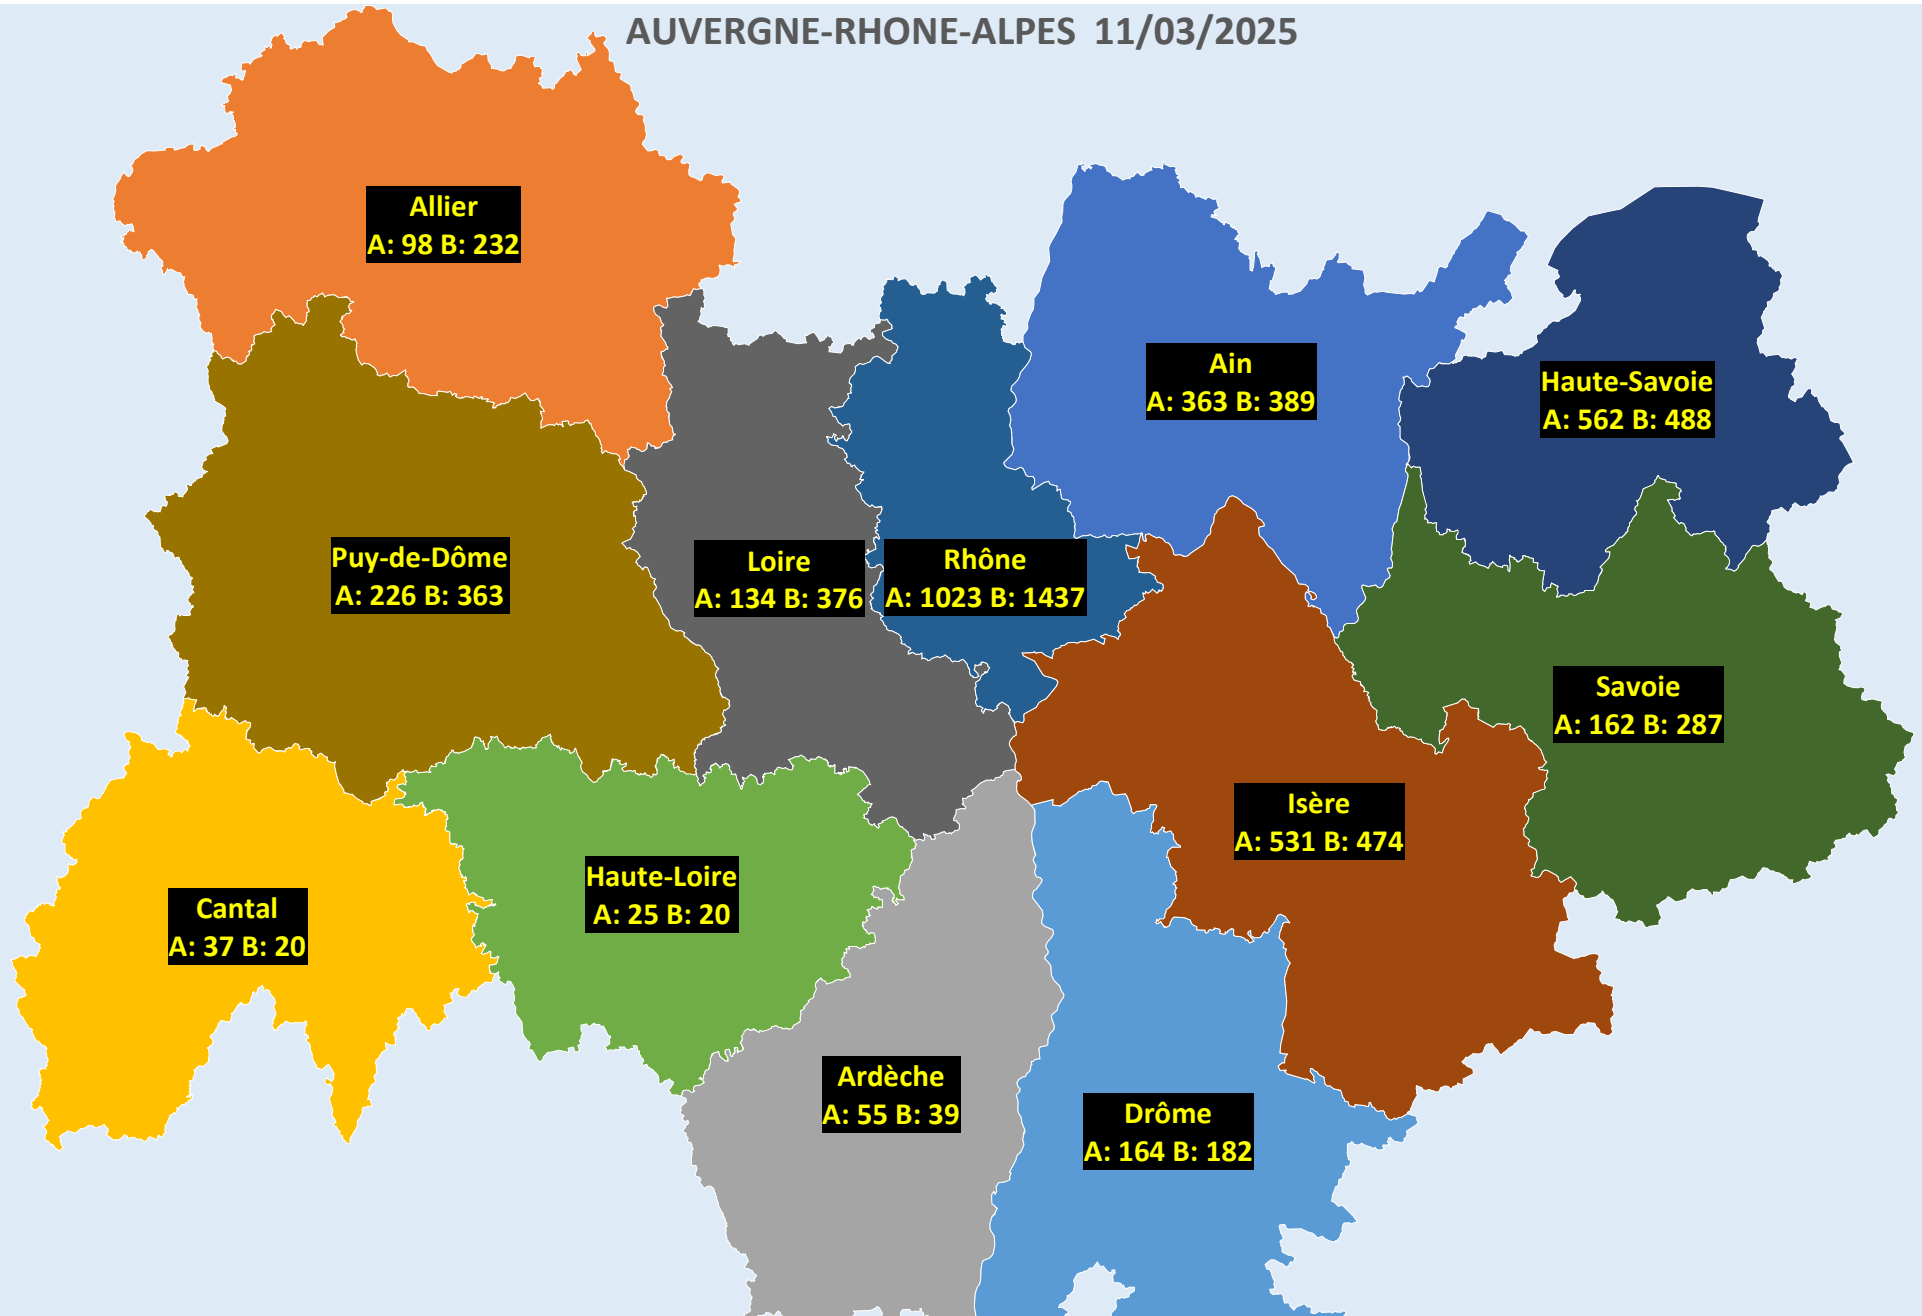 AUVERGNE-RHONE-ALPES 11/03/2025
Allier
A: 98 B: 232
Ain
A: 363 B: 389
Haute-Savoie
A: 562 B: 488
Puy-de-Dôme
A: 226 B: 363
Loire
A: 134 B: 376
Rhône
A: 1023 B: 1437
Savoie
A: 162 B: 287
Isère
A: 531 B: 474
Haute-Loire
A: 25 B: 20
Cantal
A: 37 B: 20
Ardèche
A: 55 B: 39
Drôme
A: 164 B: 182